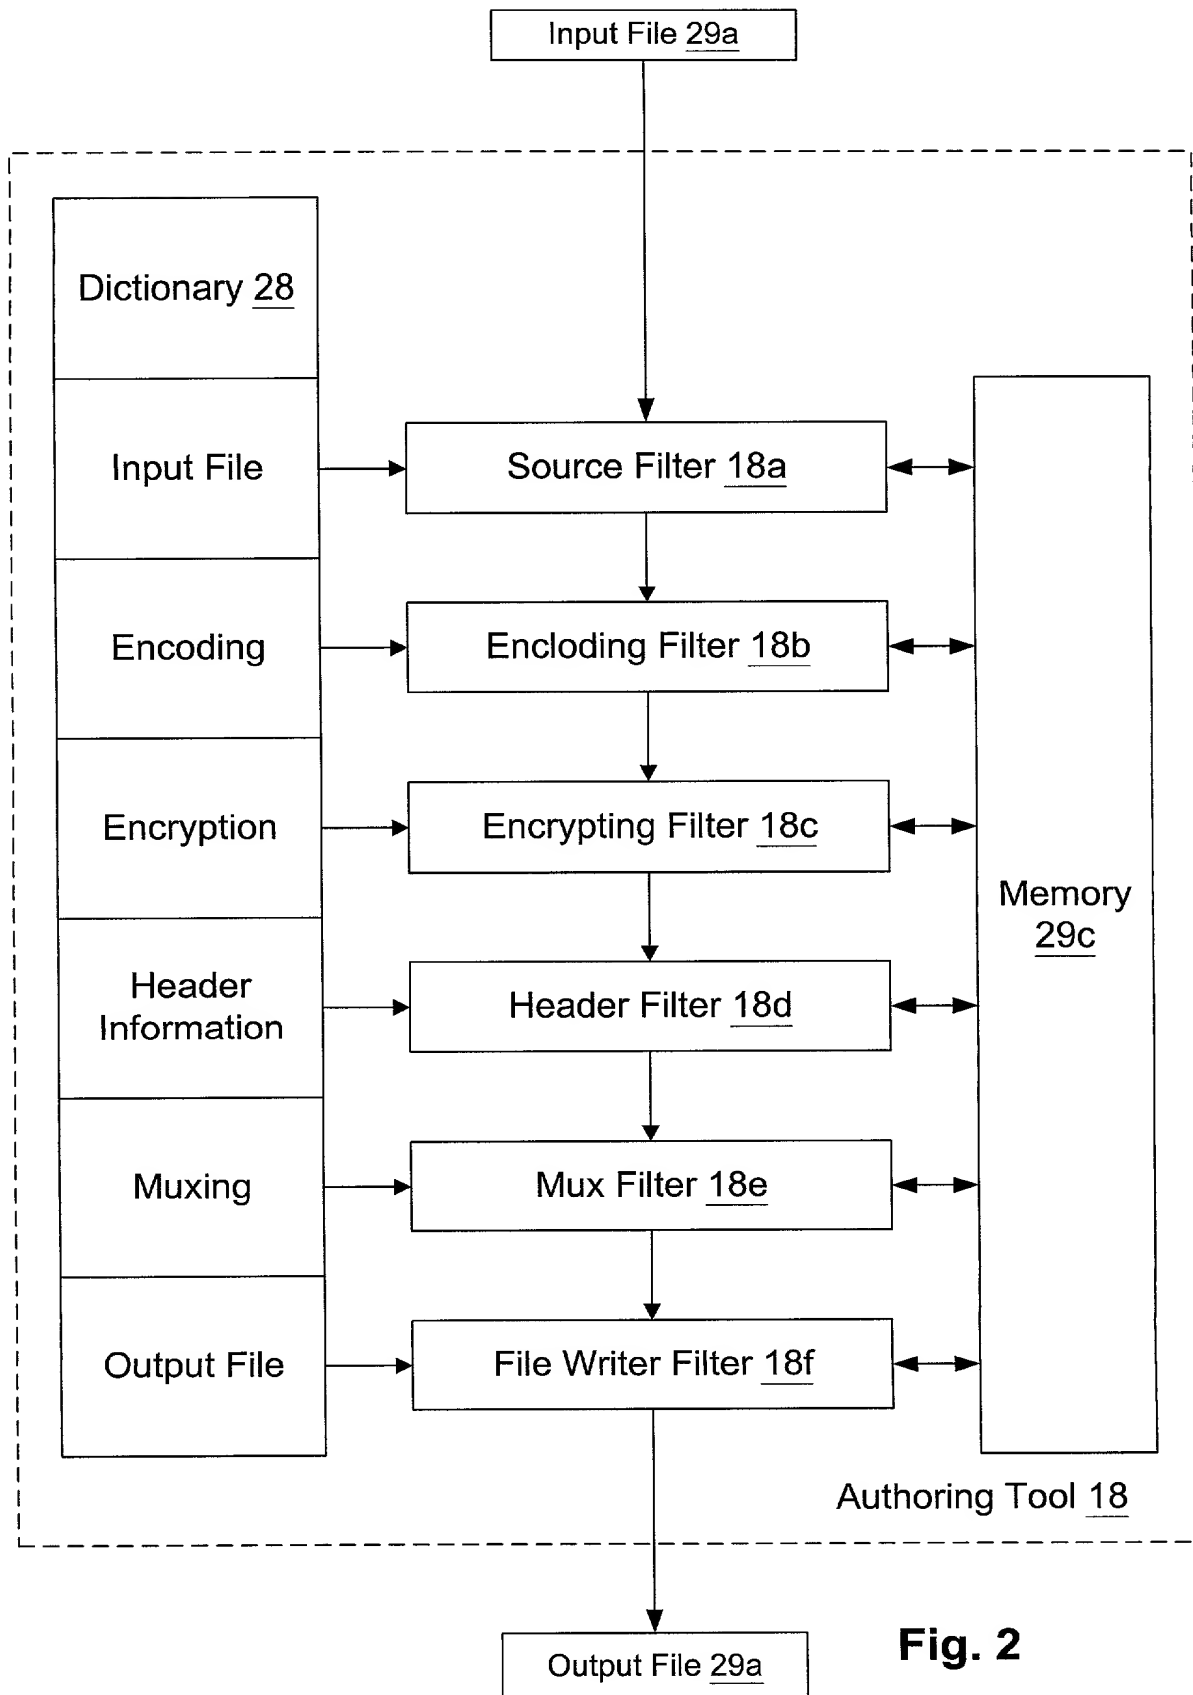 Input File 29a
Dictionary 28
Input File
Source Filter 18a
Encoding
Encloding Filter 18b
Encryption
Encrypting Filter 18c
Memory
29c
Header
Information
Header Filter 18d
Muxing
Mux Filter 18e
Output File
File Writer Filter 18f
Authoring Tool 18
Output File 29a
Fig. 2